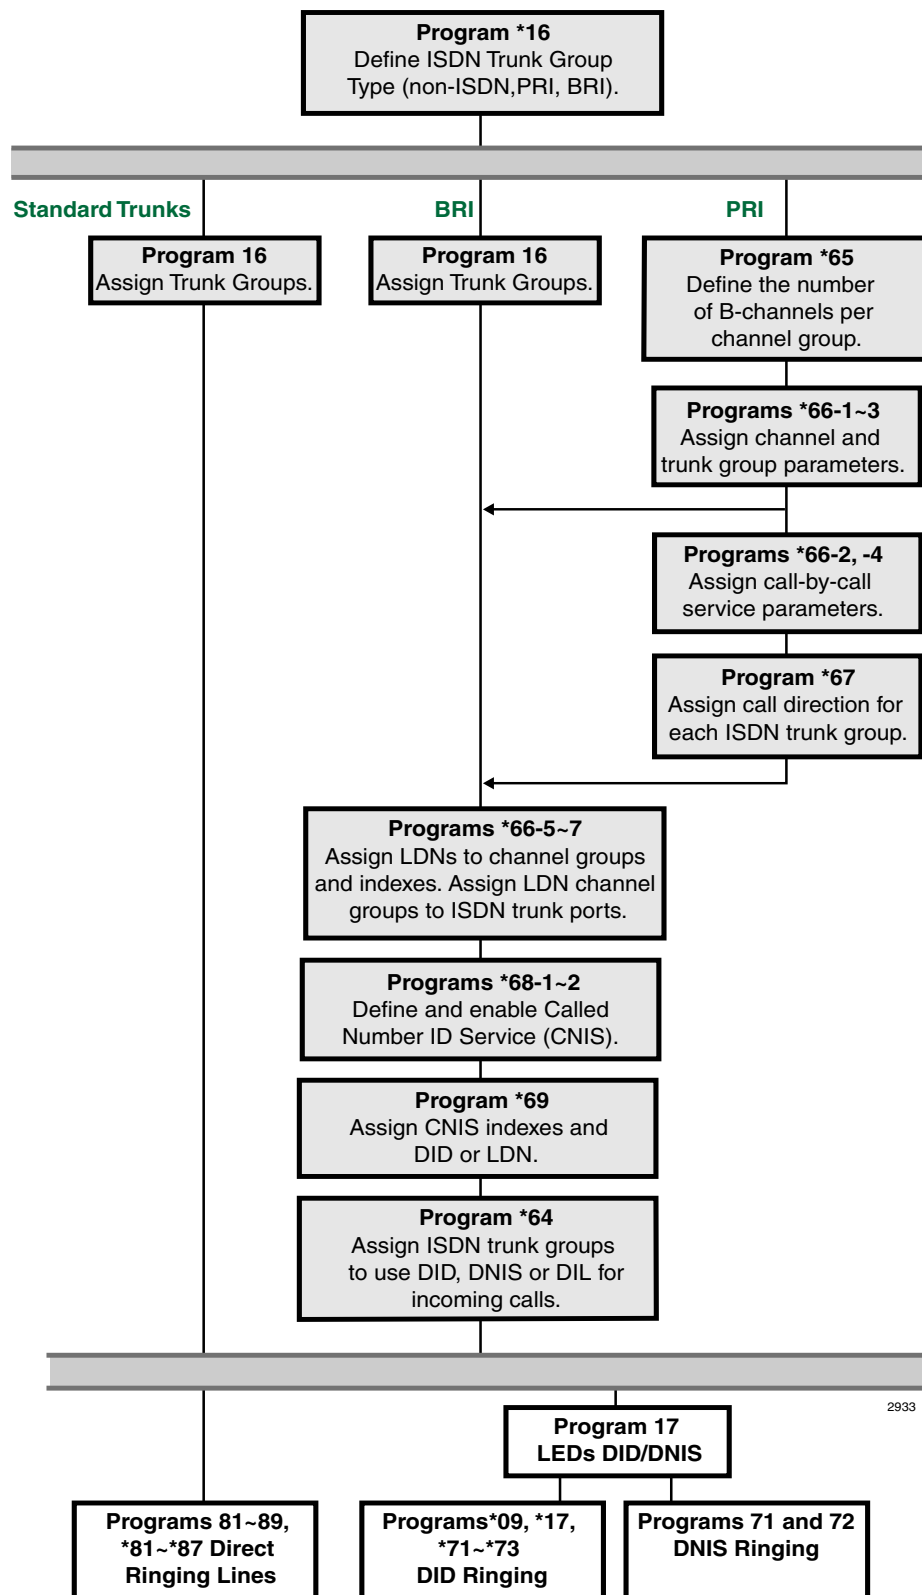 Program *16
Define ISDN Trunk Group
Type (non-ISDN,PRI, BRI).
Standard Trunks
BRI
PRI
Program 16
Assign Trunk Groups.
Program 16
Assign Trunk Groups.
Program *65
Define the number
of B-channels per
channel group.
Programs *66-1~3
Assign channel and
trunk group parameters.
Programs *66-2, -4
Assign call-by-call
service parameters.
Program *67
Assign call direction for
each ISDN trunk group.
Programs *66-5~7
Assign LDNs to channel groups
and indexes. Assign LDN channel
groups to ISDN trunk ports.
Programs *68-1~2
Define and enable Called
Number ID Service (CNIS).
Program *69
Assign CNIS indexes and
DID or LDN.
Program *64
Assign ISDN trunk groups
to use DID, DNIS or DIL for
incoming calls.
2933
Program 17
LEDs DID/DNIS
Programs 81~89,
*81~*87 Direct
Ringing Lines
Programs*09, *17,
*71~*73
DID Ringing
Programs 71 and 72
DNIS Ringing